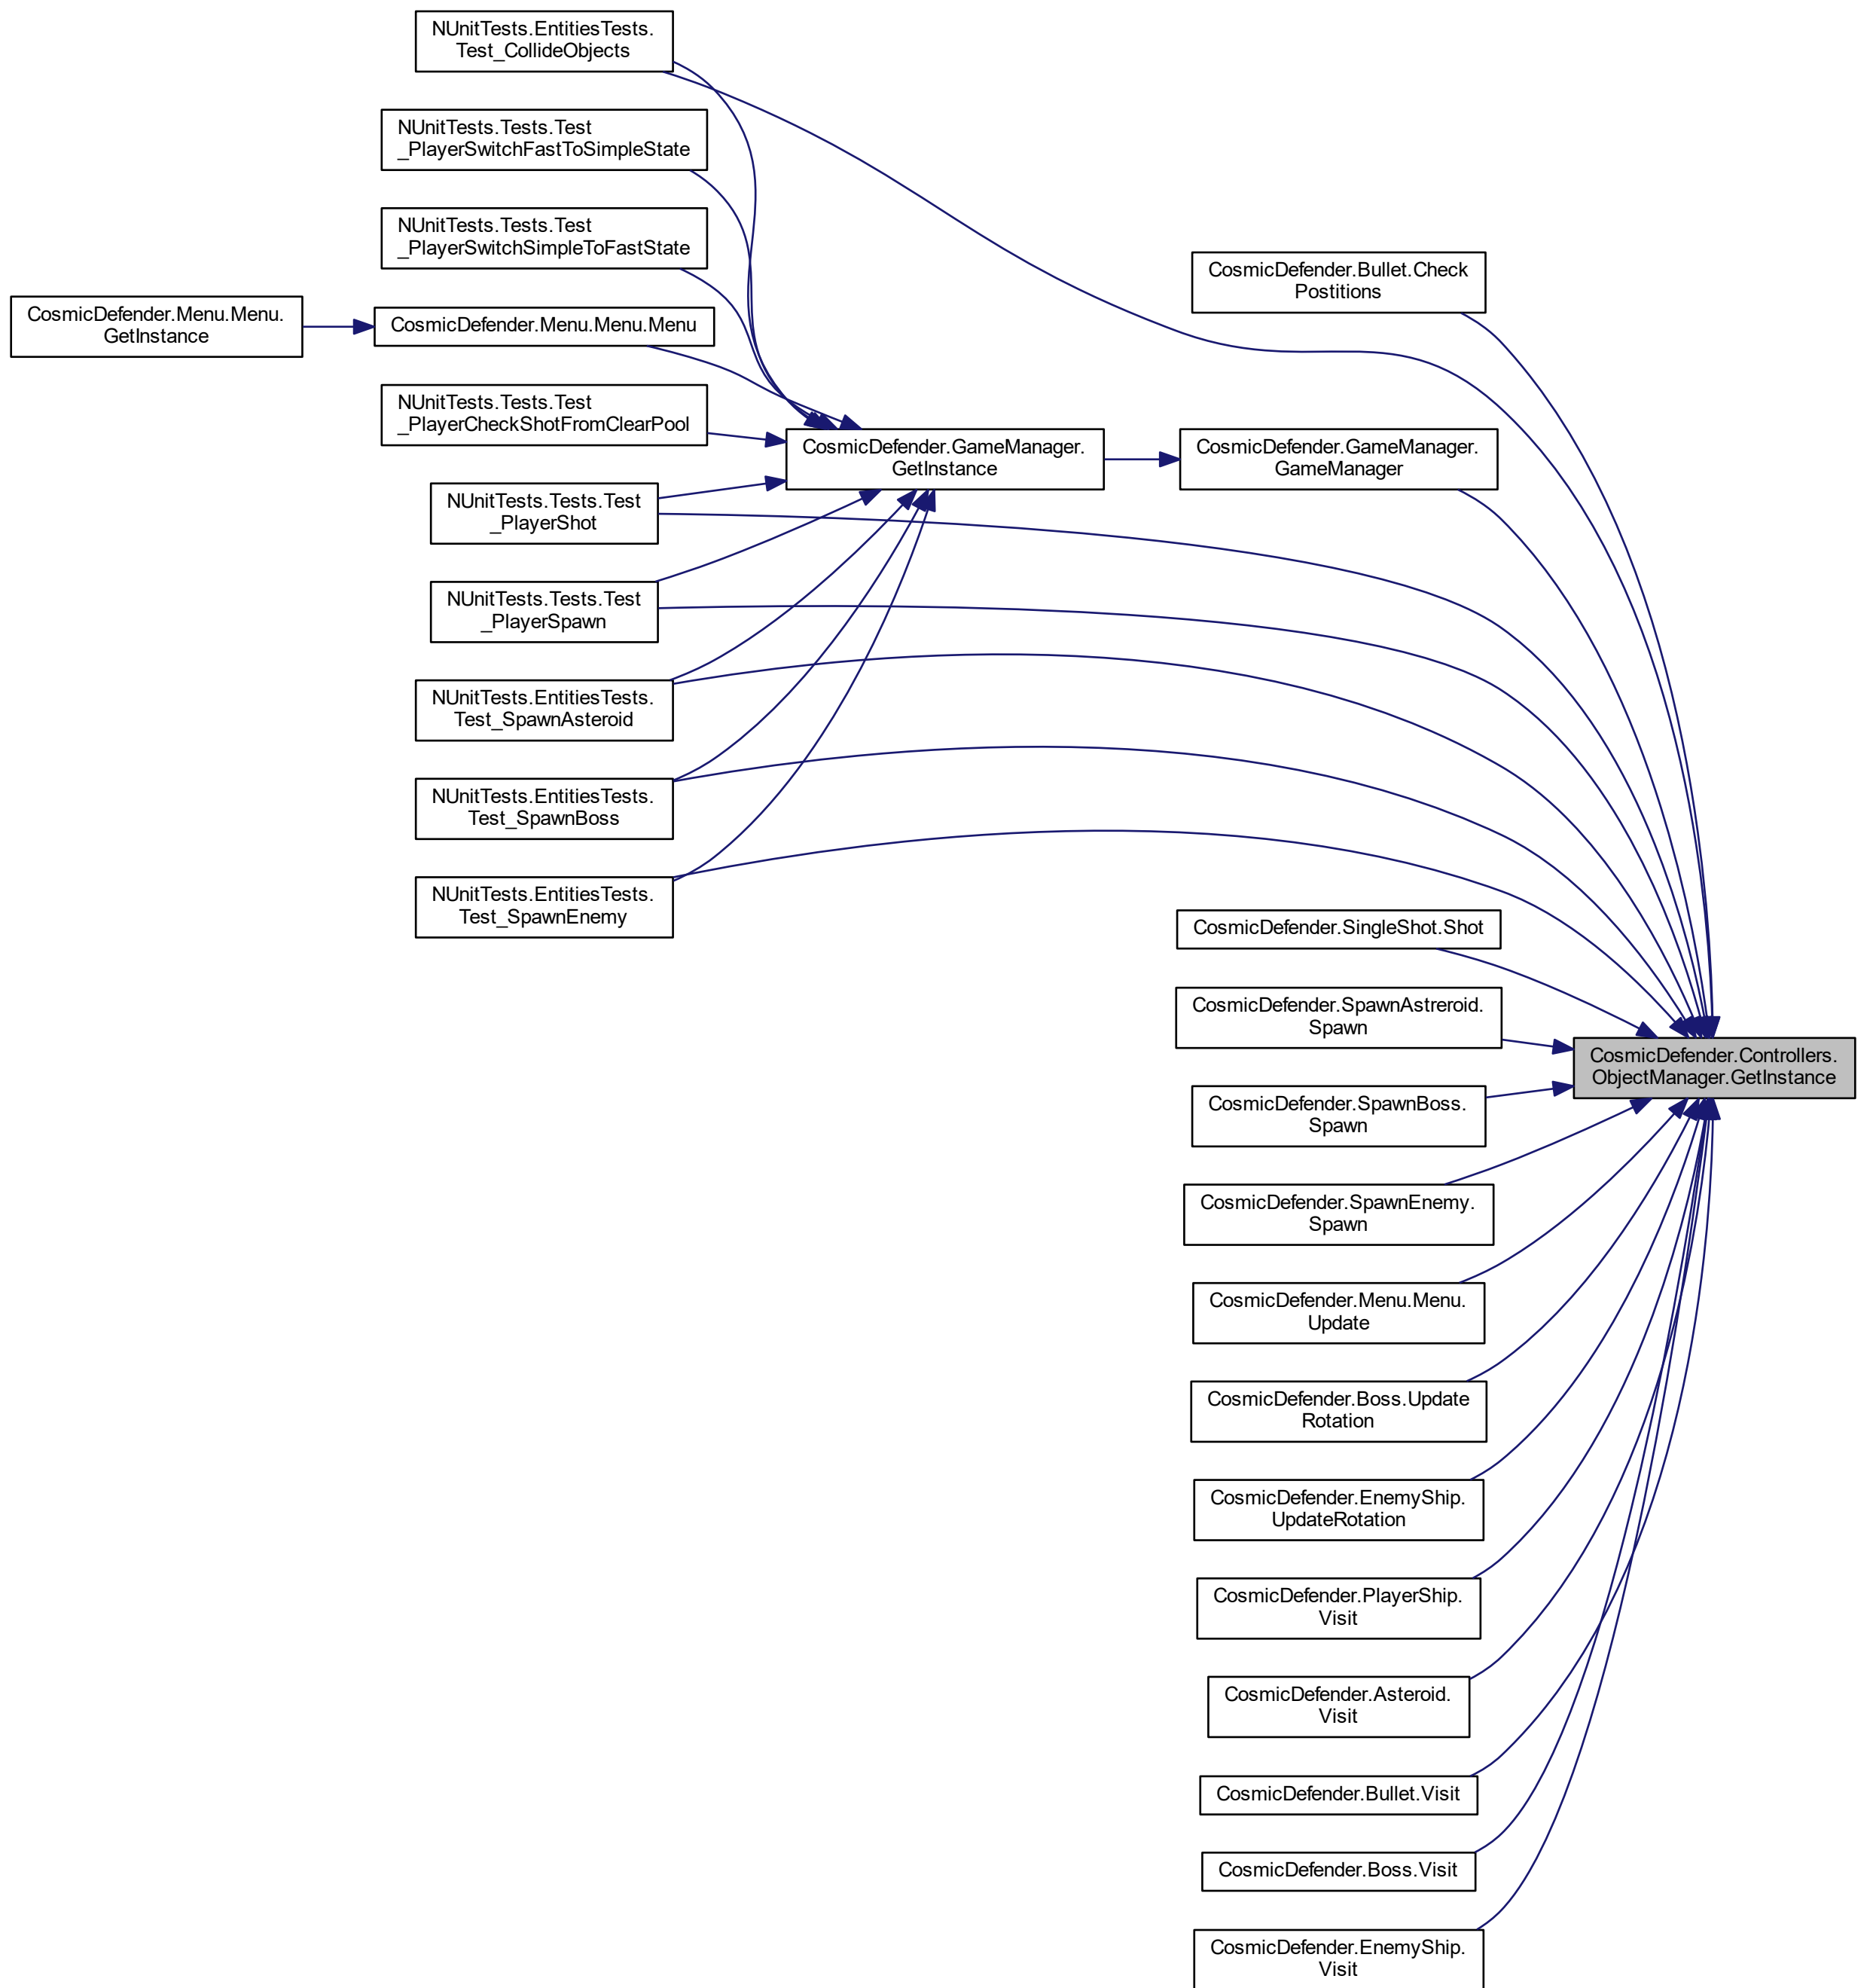 NUnitTests.EntitiesTests.
Test_CollideObjects
NUnitTests.Tests.Test
_PlayerSwitchFastToSimpleState
NUnitTests.Tests.Test
_PlayerSwitchSimpleToFastState
CosmicDefender.Menu.Menu.
GetInstance
CosmicDefender.Menu.Menu.Menu
NUnitTests.Tests.Test
_PlayerCheckShotFromClearPool
NUnitTests.Tests.Test
_PlayerShot
NUnitTests.Tests.Test
_PlayerSpawn
NUnitTests.EntitiesTests.
Test_SpawnAsteroid
NUnitTests.EntitiesTests.
Test_SpawnBoss
NUnitTests.EntitiesTests.
Test_SpawnEnemy
CosmicDefender.GameManager.
GetInstance
CosmicDefender.Bullet.Check
Postitions
CosmicDefender.GameManager.
GameManager
CosmicDefender.SingleShot.Shot
CosmicDefender.SpawnAstreroid.
Spawn
CosmicDefender.SpawnBoss.
Spawn
CosmicDefender.SpawnEnemy.
Spawn
CosmicDefender.Menu.Menu.
Update
CosmicDefender.Boss.Update
Rotation
CosmicDefender.EnemyShip.
UpdateRotation
CosmicDefender.PlayerShip.
Visit
CosmicDefender.Asteroid.
Visit
CosmicDefender.Bullet.Visit
CosmicDefender.Boss.Visit
CosmicDefender.EnemyShip.
Visit
CosmicDefender.Controllers.
ObjectManager.GetInstance